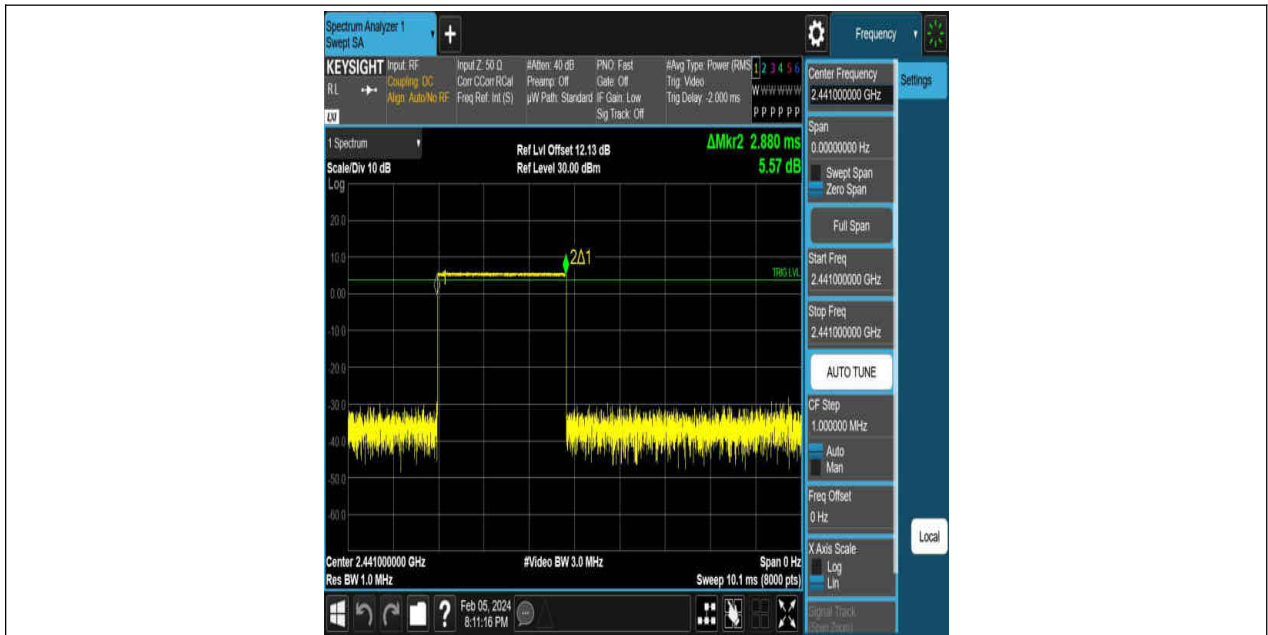 Spectrum Analyzer 1
Swept SA
+
Frequency
KEYSIGHT
RL
LXI
Input: RF
Coupling: DC
Align: Auto/No RF
Input Z: 50 Ω
Corr CCorr RCal
Freq Ref: Int (S)
#Atten: 40 dB
Preamp: Off
µW Path: Standard
PNO: Fast
Gate: Off
IF Gain: Low
Sig Track: Off
#Avg Type: Power (RMS
Trig: Video
Trig Delay: -2.000 ms
1 2 3 4 5 6
W W W W W W
P P P P P P
1 Spectrum
Scale/Div 10 dB
Log
Ref Lvl Offset 12.13 dB
Ref Level 30.00 dBm
ΔMkr2 2.880 ms
5.57 dB
20.0
10.0
0.00
-10.0
-20.0
-30.0
-40.0
-50.0
-60.0
2Δ1
1
TRIG LVL
Center 2.441000000 GHz
#Video BW 3.0 MHz
Span 0 Hz
Res BW 1.0 MHz
Sweep 10.1 ms (8000 pts)
?
Feb 05, 2024
8:11:16 PM
Center Frequency
2.441000000 GHz
Span
0.00000000 Hz
Swept Span
Zero Span
Full Span
Start Freq
2.441000000 GHz
Stop Freq
2.441000000 GHz
AUTO TUNE
CF Step
1.000000 MHz
Auto
Man
Freq Offset
0 Hz
X Axis Scale
Log
Lin
Signal Track
(Span Zoom)
Settings
Local